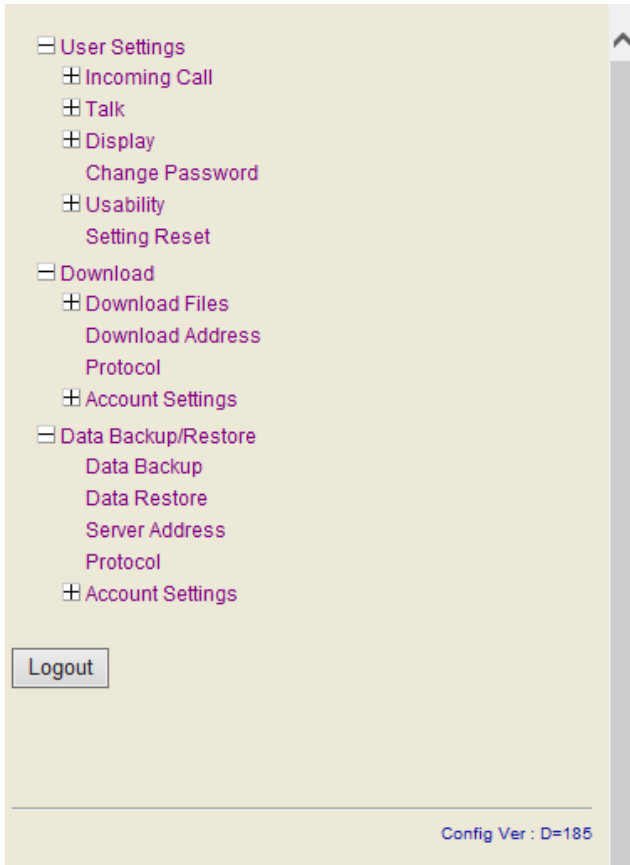 User Settings
Incoming Call
Talk
Display
Change Password
Usability
Setting Reset
Download
Download Files
Download Address
Protocol
Account Settings
Data Backup/Restore
Data Backup
Data Restore
Server Address
Protocol
Account Settings
Logout
Config Ver : D=185